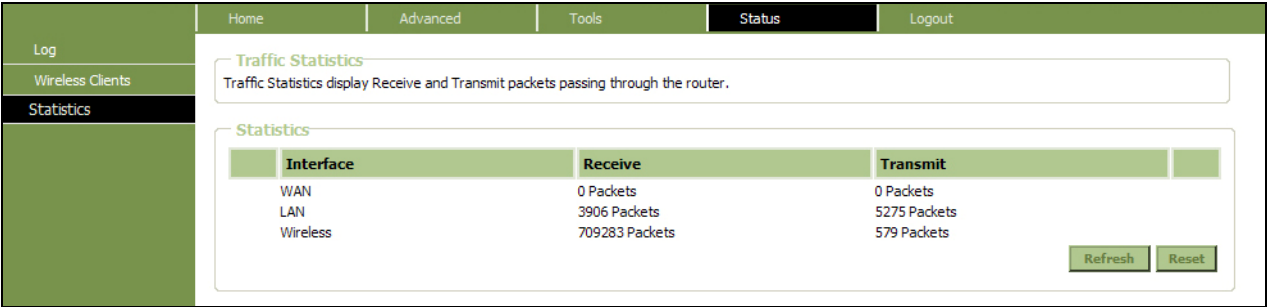 Home Advanced Tools Status Logout
Log
Wireless Clients
Statistics
Traffic Statistics
Traffic Statistics display Receive and Transmit packets passing through the router.
Statistics
Interface Receive Transmit
WAN 0 Packets 0 Packets
LAN 3906 Packets 5275 Packets
Wireless 709283 Packets 579 Packets
Refresh Reset